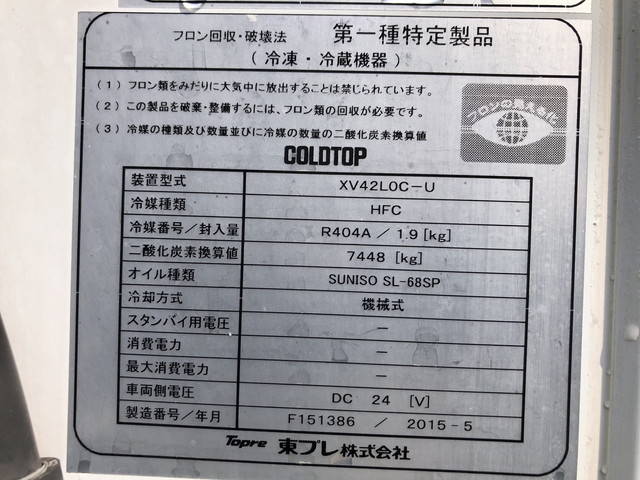 フロン回収・破壊法 第一種特定製品
(冷凍・冷蔵機器)
(1) フロン類をみだりに大気中に放出することは禁じられています。
(2) この製品を破棄・整備するには、フロン類の回収が必要です。
(3) 冷媒の種類及び数量並びに冷媒の数量の二酸化炭素換算値
フロンの見える化
COLDTOP
装置型式 XV42LOC-U
冷媒種類 HFC
冷媒番号/封入量 R404A / 1.9 [kg]
二酸化炭素換算値 7448 [kg]
オイル種類 SUNISO SL-68SP
冷却方式 機械式
スタンバイ用電圧 −
消費電力 −
最大消費電力 −
車両側電圧 DC 24 [V]
製造番号/年月 F151386 / 2015-5
Topre 東プレ株式会社